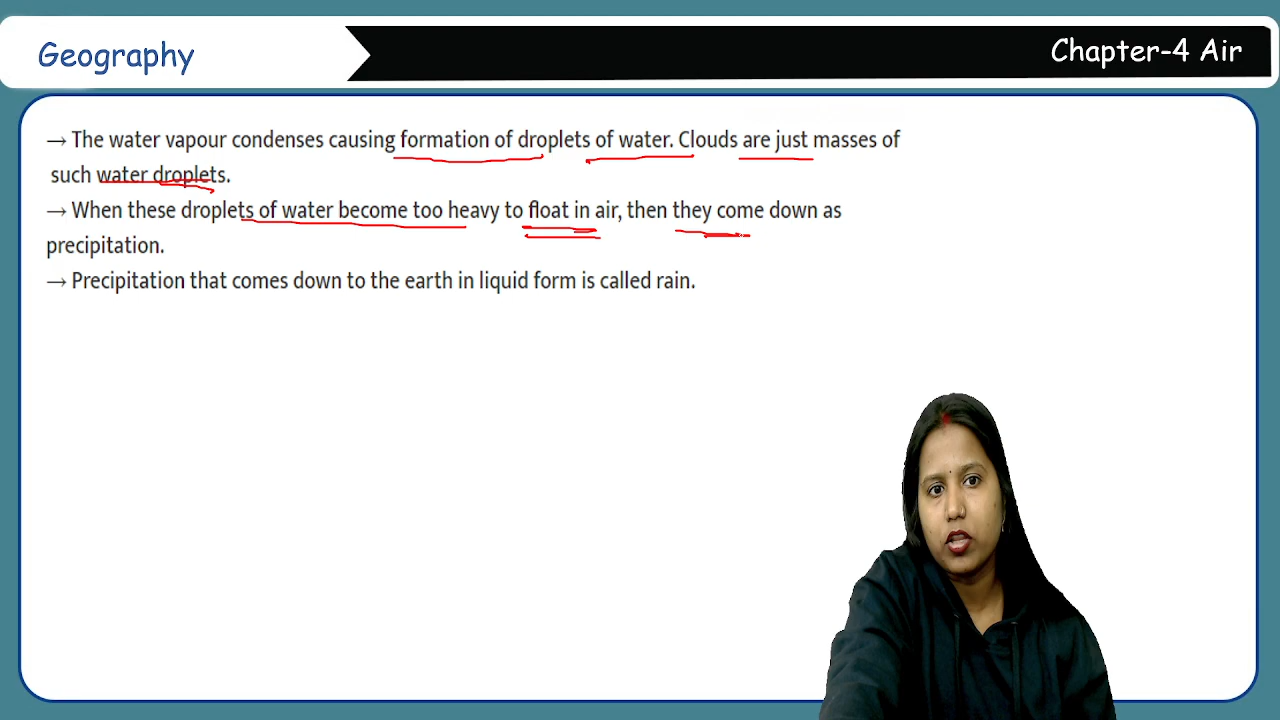 Geography
Chapter-4 Air
→ The water vapour condenses causing formation of droplets of water. Clouds are just masses of
such water droplets.
→ When these droplets of water become too heavy to float in air, then they come down as
precipitation.
→ Precipitation that comes down to the earth in liquid form is called rain.